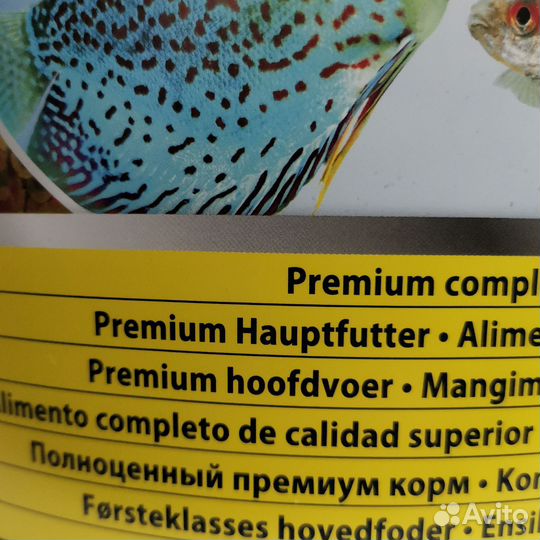 Premium compl
Premium Hauptfutter • Alime
Premium hoofdvoer • Mangim
limento completo de calidad superior
Полноценный премиум корм • Kor
Førsteklasses hovedfoder • Ensil
Avito